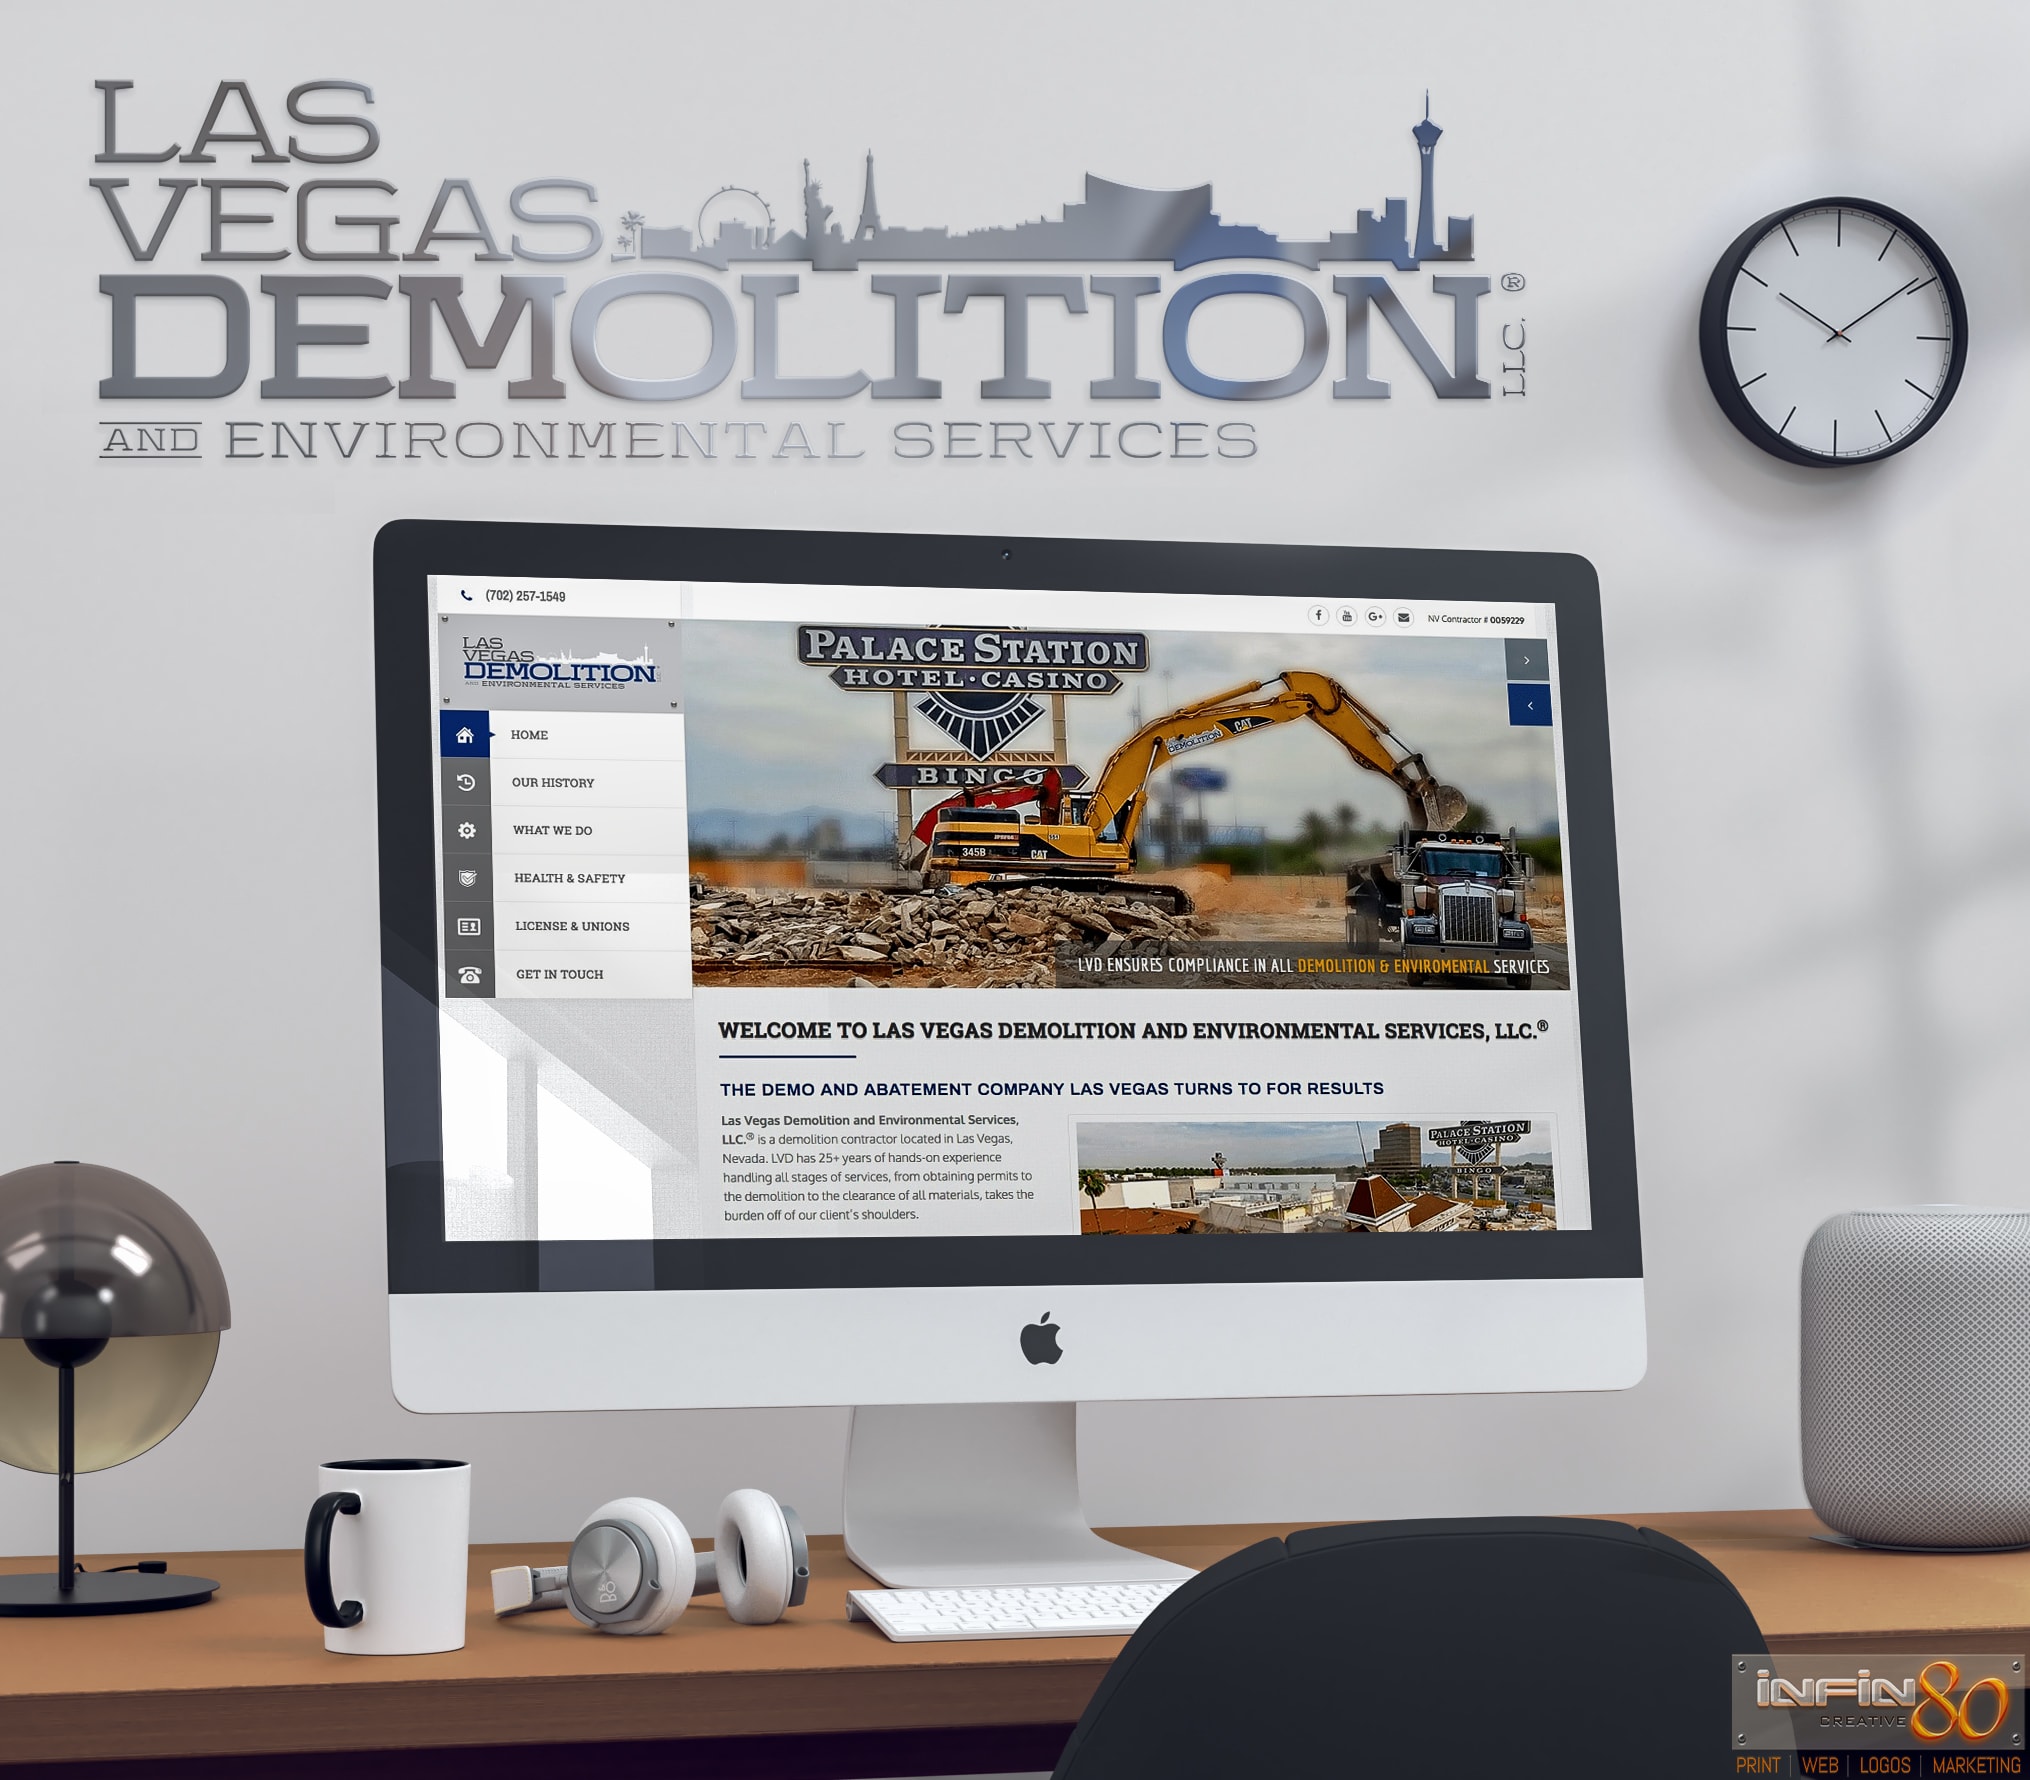 LAS
VEGAS
DEMOLITION LLC.®
AND ENVIRONMENTAL SERVICES
(702) 257-1549
NV Contractor # 0059229
LAS
VEGAS
DEMOLITION
AND ENVIRONMENTAL SERVICES
HOME
OUR HISTORY
WHAT WE DO
HEALTH & SAFETY
LICENSE & UNIONS
GET IN TOUCH
PALACE STATION
HOTEL·CASINO
BINGO
DEMOLITION
CAT
345B
CAT
LVD ENSURES COMPLIANCE IN ALL DEMOLITION & ENVIROMENTAL SERVICES
WELCOME TO LAS VEGAS DEMOLITION AND ENVIRONMENTAL SERVICES, LLC.®
THE DEMO AND ABATEMENT COMPANY LAS VEGAS TURNS TO FOR RESULTS
Las Vegas Demolition and Environmental Services,
LLC.® is a demolition contractor located in Las Vegas,
Nevada. LVD has 25+ years of hands-on experience
handling all stages of services, from obtaining permits to
the demolition to the clearance of all materials, takes the
burden off of our client's shoulders.
PALACE STATION
HOTEL·CASINO
BINGO
B&O
iNFiN80
CREATIVE
PRINT | WEB | LOGOS | MARKETING